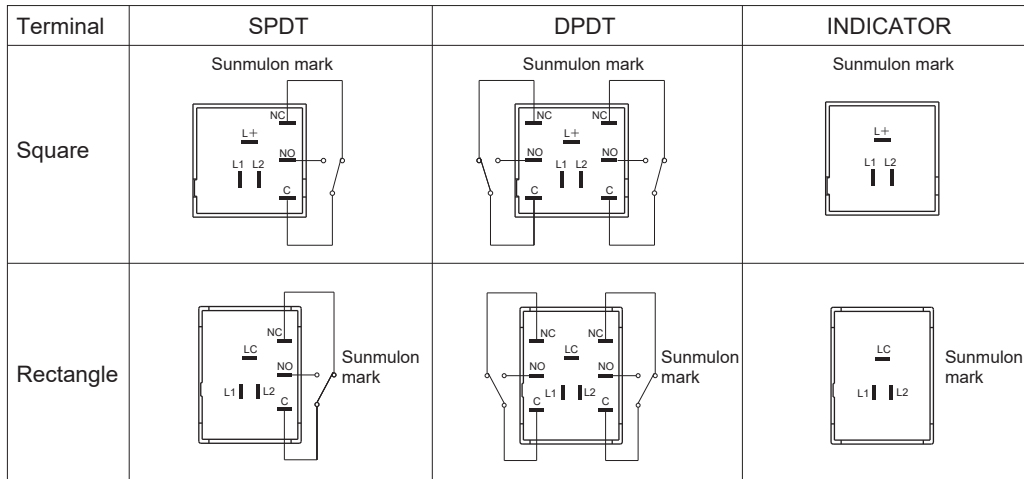 Terminal SPDT DPDT INDICATOR
Square
Sunmulon mark
NC
L+
NO
L1 L2
C
Sunmulon mark
NC NC
L+
NO NO
L1 L2
C C
Sunmulon mark
L+
L1 L2
Rectangle
NC
LC
NO
Sunmulon
mark
L1 L2
C
NC NC
LC
NO NO
Sunmulon
mark
L1 L2
C C
LC
Sunmulon
mark
L1 L2